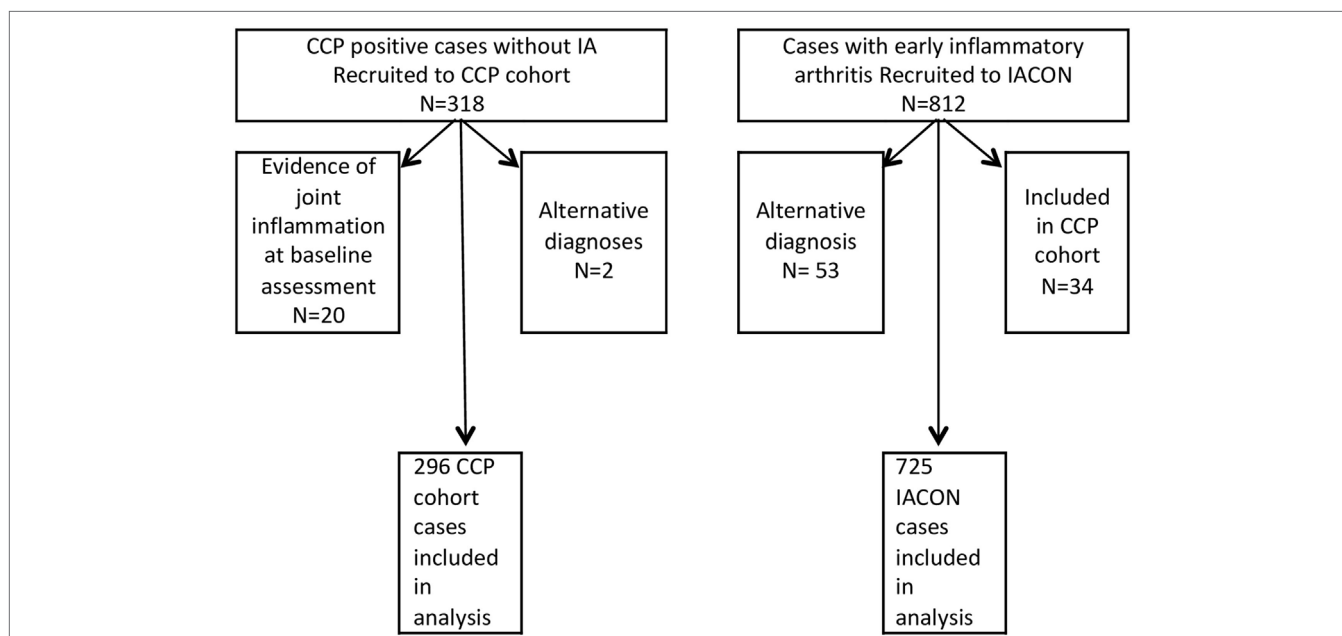 CCP positive cases without IA
Recruited to CCP cohort
N=318
Cases with early inflammatory
arthritis Recruited to IACON
N=812
Evidence of
joint
inflammation
at baseline
assessment
N=20
Alternative
diagnoses
N=2
Alternative
diagnosis
N= 53
Included
in CCP
cohort
N=34
296 CCP
cohort
cases
included
in
analysis
725
IACON
cases
included
in
analysis